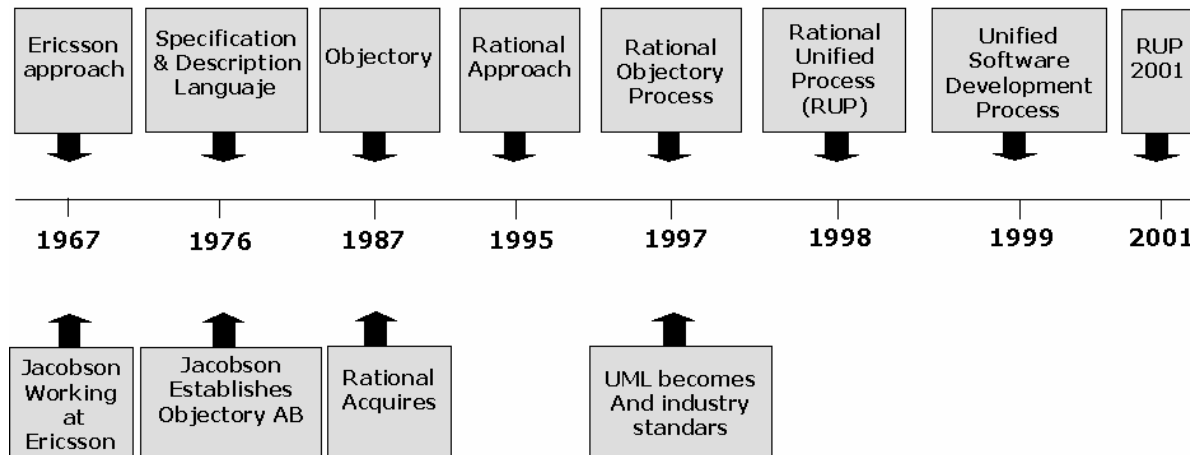 Ericsson
approach
Specification
& Description
Languaje
Objectory
Rational
Approach
Rational
Objectory
Process
Rational
Unified
Process
(RUP)
Unified
Software
Development
Process
RUP
2001
1967
1976
1987
1995
1997
1998
1999
2001
Jacobson
Working
at
Ericsson
Jacobson
Establishes
Objectory AB
Rational
Acquires
UML becomes
And industry
standars